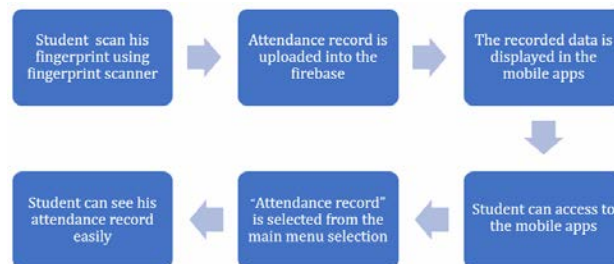 Student scan his
fingerprint using
fingerprint scanner
Attendance record is
uploaded into the
firebase
The recorded data is
displayed in the
mobile apps
Student can access to
the mobile apps
"Attendance record"
is selected from the
main menu selection
Student can see his
attendance record
easily